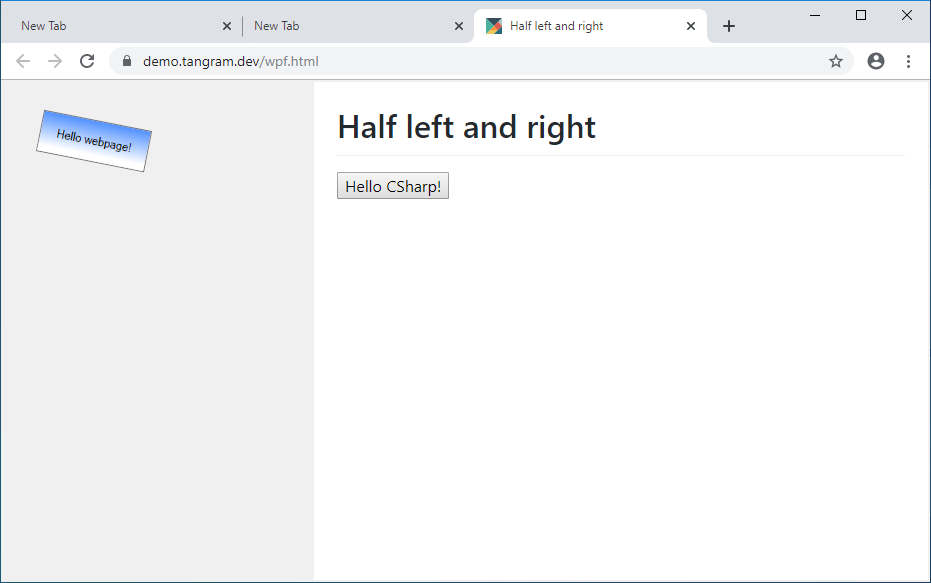 New Tab
New Tab
Half left and right
demo.tangram.dev/wpf.html
Hello webpage!
Half left and right
Hello CSharp!